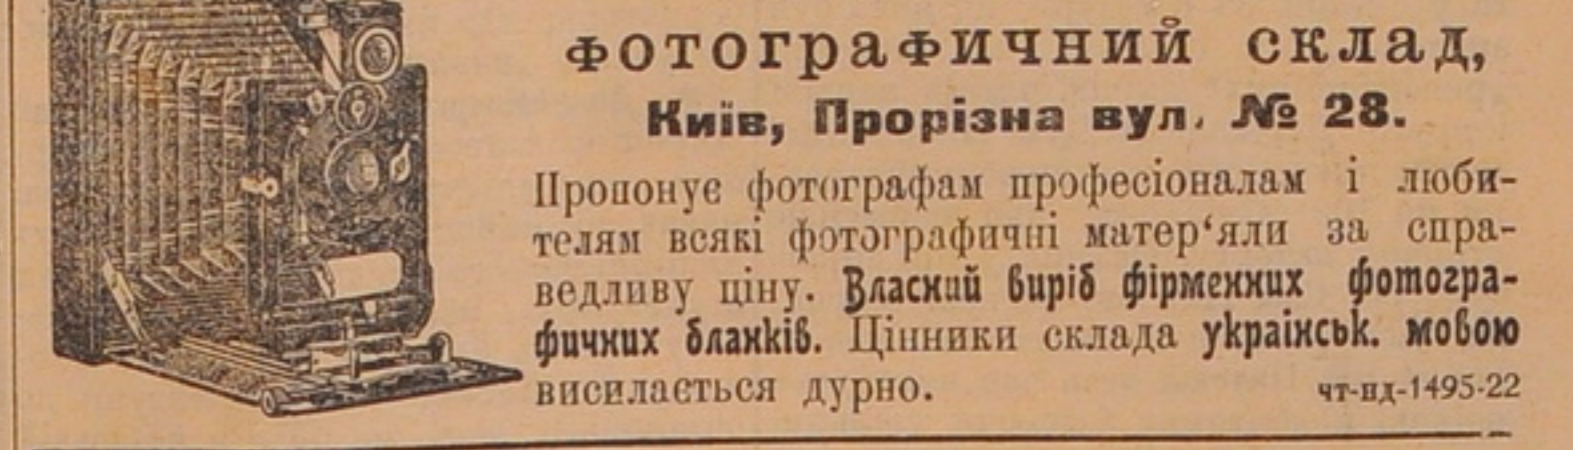 фотографичний склад,
Київ, Прорізна вул. № 28.
Пропонує фотографам професіоналам і люби-
телям всякі фотографичні матер‘яли за спра-
ведливу ціну. Власний виріб фірменних фотогра-
фичних бланків. Цінники склада українськ. мовою
висилається дурно.
чт-нд-1495-22